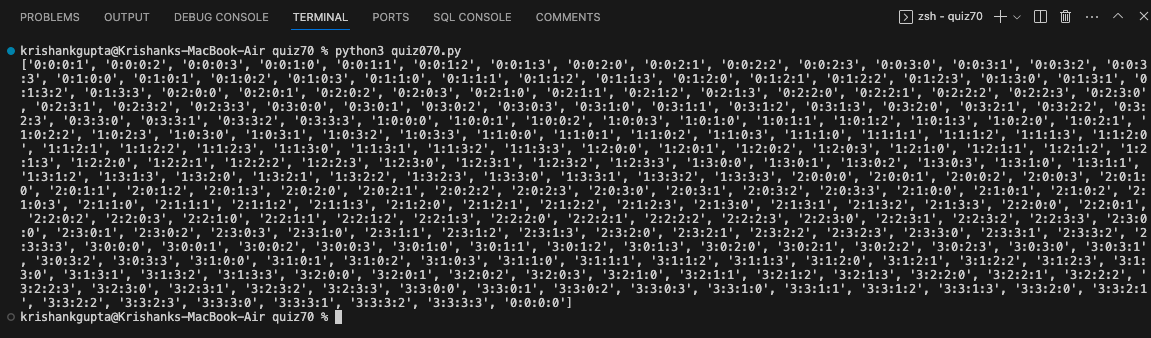 PROBLEMS OUTPUT DEBUG CONSOLE TERMINAL PORTS SQL CONSOLE COMMENTS zsh - quiz70
krishankgupta@Krishanks-MacBook-Air quiz70 % python3 quiz070.py
['0:0:0:1', '0:0:0:2', '0:0:0:3', '0:0:1:0', '0:0:1:1', '0:0:1:2', '0:0:1:3', '0:0:2:0', '0:0:2:1', '0:0:2:2', '0:0:2:3', '0:0:3:0', '0:0:3:1', '0:0:3:2', '0:0:3
:3', '0:1:0:0', '0:1:0:1', '0:1:0:2', '0:1:0:3', '0:1:1:0', '0:1:1:1', '0:1:1:2', '0:1:1:3', '0:1:2:0', '0:1:2:1', '0:1:2:2', '0:1:2:3', '0:1:3:0', '0:1:3:1', '0
:1:3:2', '0:1:3:3', '0:2:0:0', '0:2:0:1', '0:2:0:2', '0:2:0:3', '0:2:1:0', '0:2:1:1', '0:2:1:2', '0:2:1:3', '0:2:2:0', '0:2:2:1', '0:2:2:2', '0:2:2:3', '0:2:3:0'
, '0:2:3:1', '0:2:3:2', '0:2:3:3', '0:3:0:0', '0:3:0:1', '0:3:0:2', '0:3:0:3', '0:3:1:0', '0:3:1:1', '0:3:1:2', '0:3:1:3', '0:3:2:0', '0:3:2:1', '0:3:2:2', '0:3:
2:3', '0:3:3:0', '0:3:3:1', '0:3:3:2', '0:3:3:3', '1:0:0:0', '1:0:0:1', '1:0:0:2', '1:0:0:3', '1:0:1:0', '1:0:1:1', '1:0:1:2', '1:0:1:3', '1:0:2:0', '1:0:2:1', '
1:0:2:2', '1:0:2:3', '1:0:3:0', '1:0:3:1', '1:0:3:2', '1:0:3:3', '1:1:0:0', '1:1:0:1', '1:1:0:2', '1:1:0:3', '1:1:1:0', '1:1:1:1', '1:1:1:2', '1:1:1:3', '1:1:2:0
', '1:1:2:1', '1:1:2:2', '1:1:2:3', '1:1:3:0', '1:1:3:1', '1:1:3:2', '1:1:3:3', '1:2:0:0', '1:2:0:1', '1:2:0:2', '1:2:0:3', '1:2:1:0', '1:2:1:1', '1:2:1:2', '1:2
:1:3', '1:2:2:0', '1:2:2:1', '1:2:2:2', '1:2:2:3', '1:2:3:0', '1:2:3:1', '1:2:3:2', '1:2:3:3', '1:3:0:0', '1:3:0:1', '1:3:0:2', '1:3:0:3', '1:3:1:0', '1:3:1:1',
'1:3:1:2', '1:3:1:3', '1:3:2:0', '1:3:2:1', '1:3:2:2', '1:3:2:3', '1:3:3:0', '1:3:3:1', '1:3:3:2', '1:3:3:3', '2:0:0:0', '2:0:0:1', '2:0:0:2', '2:0:0:3', '2:0:1:
0', '2:0:1:1', '2:0:1:2', '2:0:1:3', '2:0:2:0', '2:0:2:1', '2:0:2:2', '2:0:2:3', '2:0:3:0', '2:0:3:1', '2:0:3:2', '2:0:3:3', '2:1:0:0', '2:1:0:1', '2:1:0:2', '2:
1:0:3', '2:1:1:0', '2:1:1:1', '2:1:1:2', '2:1:1:3', '2:1:2:0', '2:1:2:1', '2:1:2:2', '2:1:2:3', '2:1:3:0', '2:1:3:1', '2:1:3:2', '2:1:3:3', '2:2:0:0', '2:2:0:1',
 '2:2:0:2', '2:2:0:3', '2:2:1:0', '2:2:1:1', '2:2:1:2', '2:2:1:3', '2:2:2:0', '2:2:2:1', '2:2:2:2', '2:2:2:3', '2:2:3:0', '2:2:3:1', '2:2:3:2', '2:2:3:3', '2:3:0
:0', '2:3:0:1', '2:3:0:2', '2:3:0:3', '2:3:1:0', '2:3:1:1', '2:3:1:2', '2:3:1:3', '2:3:2:0', '2:3:2:1', '2:3:2:2', '2:3:2:3', '2:3:3:0', '2:3:3:1', '2:3:3:2', '2
:3:3:3', '3:0:0:0', '3:0:0:1', '3:0:0:2', '3:0:0:3', '3:0:1:0', '3:0:1:1', '3:0:1:2', '3:0:1:3', '3:0:2:0', '3:0:2:1', '3:0:2:2', '3:0:2:3', '3:0:3:0', '3:0:3:1'
, '3:0:3:2', '3:0:3:3', '3:1:0:0', '3:1:0:1', '3:1:0:2', '3:1:0:3', '3:1:1:0', '3:1:1:1', '3:1:1:2', '3:1:1:3', '3:1:2:0', '3:1:2:1', '3:1:2:2', '3:1:2:3', '3:1:
3:0', '3:1:3:1', '3:1:3:2', '3:1:3:3', '3:2:0:0', '3:2:0:1', '3:2:0:2', '3:2:0:3', '3:2:1:0', '3:2:1:1', '3:2:1:2', '3:2:1:3', '3:2:2:0', '3:2:2:1', '3:2:2:2', '
3:2:2:3', '3:2:3:0', '3:2:3:1', '3:2:3:2', '3:2:3:3', '3:3:0:0', '3:3:0:1', '3:3:0:2', '3:3:0:3', '3:3:1:0', '3:3:1:1', '3:3:1:2', '3:3:1:3', '3:3:2:0', '3:3:2:1
', '3:3:2:2', '3:3:2:3', '3:3:3:0', '3:3:3:1', '3:3:3:2', '3:3:3:3', '0:0:0:0']
krishankgupta@Krishanks-MacBook-Air quiz70 %